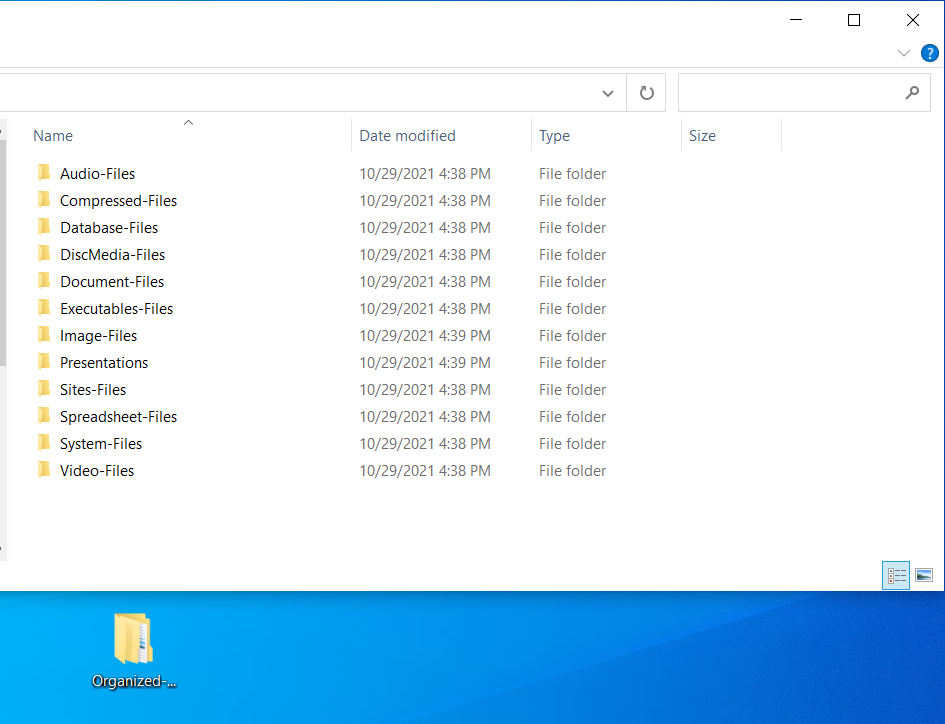 ?
Name Date modified Type Size
Audio-Files 10/29/2021 4:38 PM File folder
Compressed-Files 10/29/2021 4:38 PM File folder
Database-Files 10/29/2021 4:38 PM File folder
DiscMedia-Files 10/29/2021 4:38 PM File folder
Document-Files 10/29/2021 4:38 PM File folder
Executables-Files 10/29/2021 4:38 PM File folder
Image-Files 10/29/2021 4:39 PM File folder
Presentations 10/29/2021 4:39 PM File folder
Sites-Files 10/29/2021 4:38 PM File folder
Spreadsheet-Files 10/29/2021 4:38 PM File folder
System-Files 10/29/2021 4:38 PM File folder
Video-Files 10/29/2021 4:38 PM File folder
Organized-...